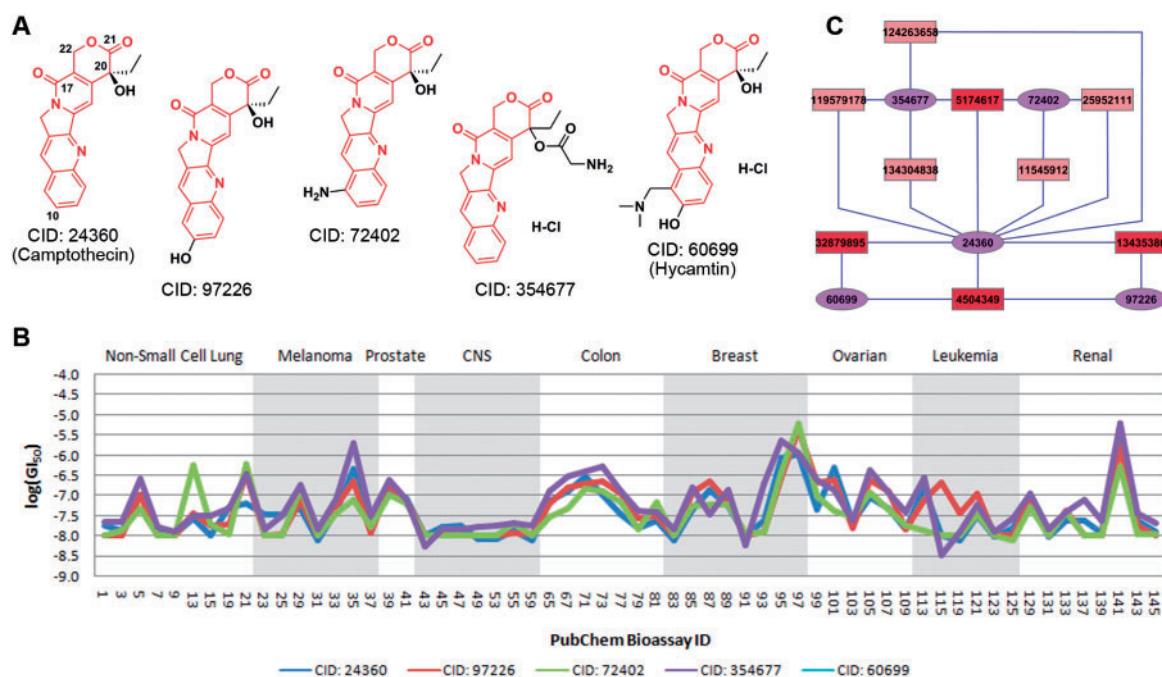 A
22
O
21
O
O
20
17
N
OH
N
10
CID: 24360
(Camptothecin)
O
O
O
N
OH
N
HO
CID: 97226
O
O
O
N
OH
N
H₂N
CID: 72402
O
O
O
N
O
O
NH₂
N
H-Cl
CID: 354677
O
O
O
N
OH
N
H-Cl
N
OH
CID: 60699
(Hycamtin)
C
124263658
119579178 354677 5174617 72402 25952111
134304838 11545912
32879895 24360 13435380
60699 4504349 97226
B
Non-Small Cell Lung Melanoma Prostate CNS Colon Breast Ovarian Leukemia Renal
log(GI50)
-4.0
-4.5
-5.0
-5.5
-6.0
-6.5
-7.0
-7.5
-8.0
-8.5
-9.0
1 3 5 7 9 13 15 19 21 23 25 29 31 33 35 37 39 41 43 45 47 49 51 55 59 65 67 71 73 77 79 81 83 85 87 89 91 93 95 97 99 101 103 105 107 109 113 115 119 121 123 125 129 131 133 137 139 141 143 145
PubChem Bioassay ID
CID: 24360 CID: 97226 CID: 72402 CID: 354677 CID: 60699